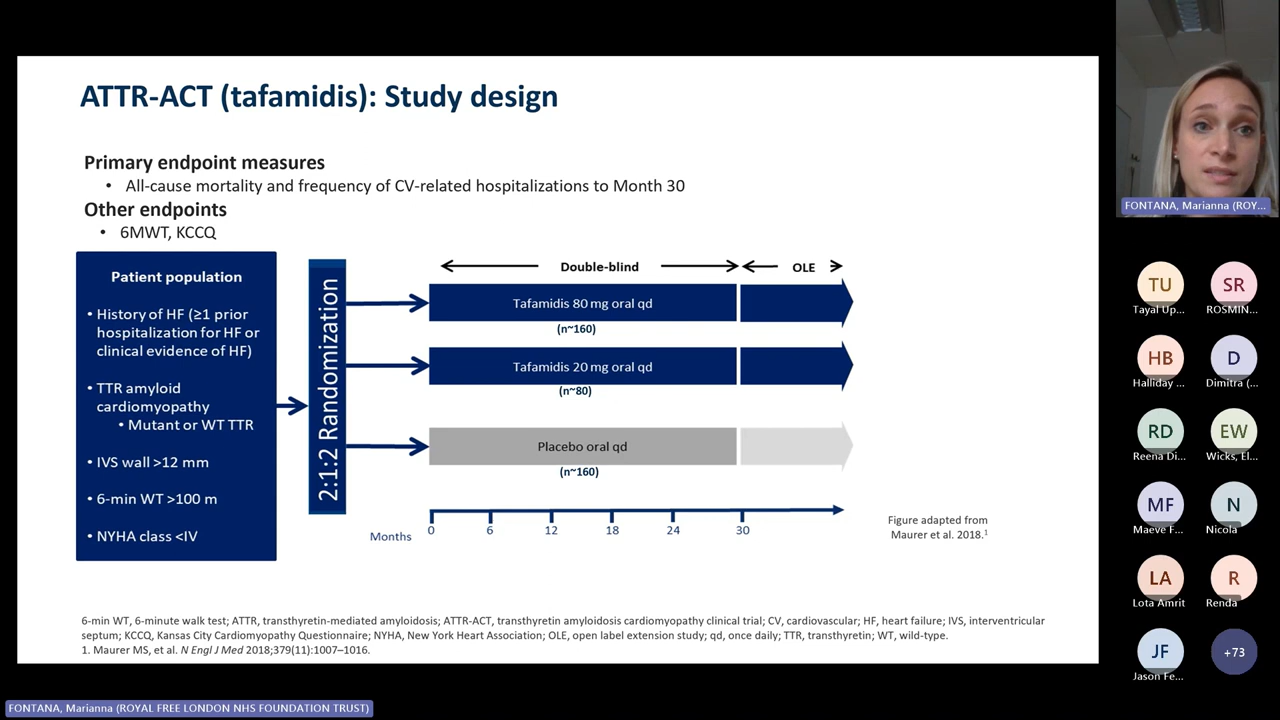 ATTR-ACT (tafamidis): Study design
Primary endpoint measures
• All-cause mortality and frequency of CV-related hospitalizations to Month 30
Other endpoints
• 6MWT, KCCQ
Patient population
• History of HF (≥1 prior
hospitalization for HF or
clinical evidence of HF)
• TTR amyloid
cardiomyopathy
• Mutant or WT TTR
• IVS wall >12 mm
• 6-min WT >100 m
• NYHA class <IV
2:1:2 Randomization
Double-blind
OLE
Tafamidis 80 mg oral qd
(n~160)
Tafamidis 20 mg oral qd
(n~80)
Placebo oral qd
(n~160)
Months
0 6 12 18 24 30
Figure adapted from
Maurer et al. 2018.¹
6-min WT, 6-minute walk test; ATTR, transthyretin-mediated amyloidosis; ATTR-ACT, transthyretin amyloidosis cardiomyopathy clinical trial; CV, cardiovascular; HF, heart failure; IVS, interventricular
septum; KCCQ, Kansas City Cardiomyopathy Questionnaire; NYHA, New York Heart Association; OLE, open label extension study; qd, once daily; TTR, transthyretin; WT, wild-type.
1. Maurer MS, et al. N Engl J Med 2018;379(11):1007–1016.
FONTANA, Marianna (ROY...
TU
Tayal Up...
SR
ROSMIN...
HB
Halliday ...
D
Dimitra (...
RD
Reena Di...
EW
Wicks, El...
MF
Maeve F...
N
Nicola
LA
Lota Amrit
R
Renda
JF
Jason Fe...
+73
FONTANA, Marianna (ROYAL FREE LONDON NHS FOUNDATION TRUST)